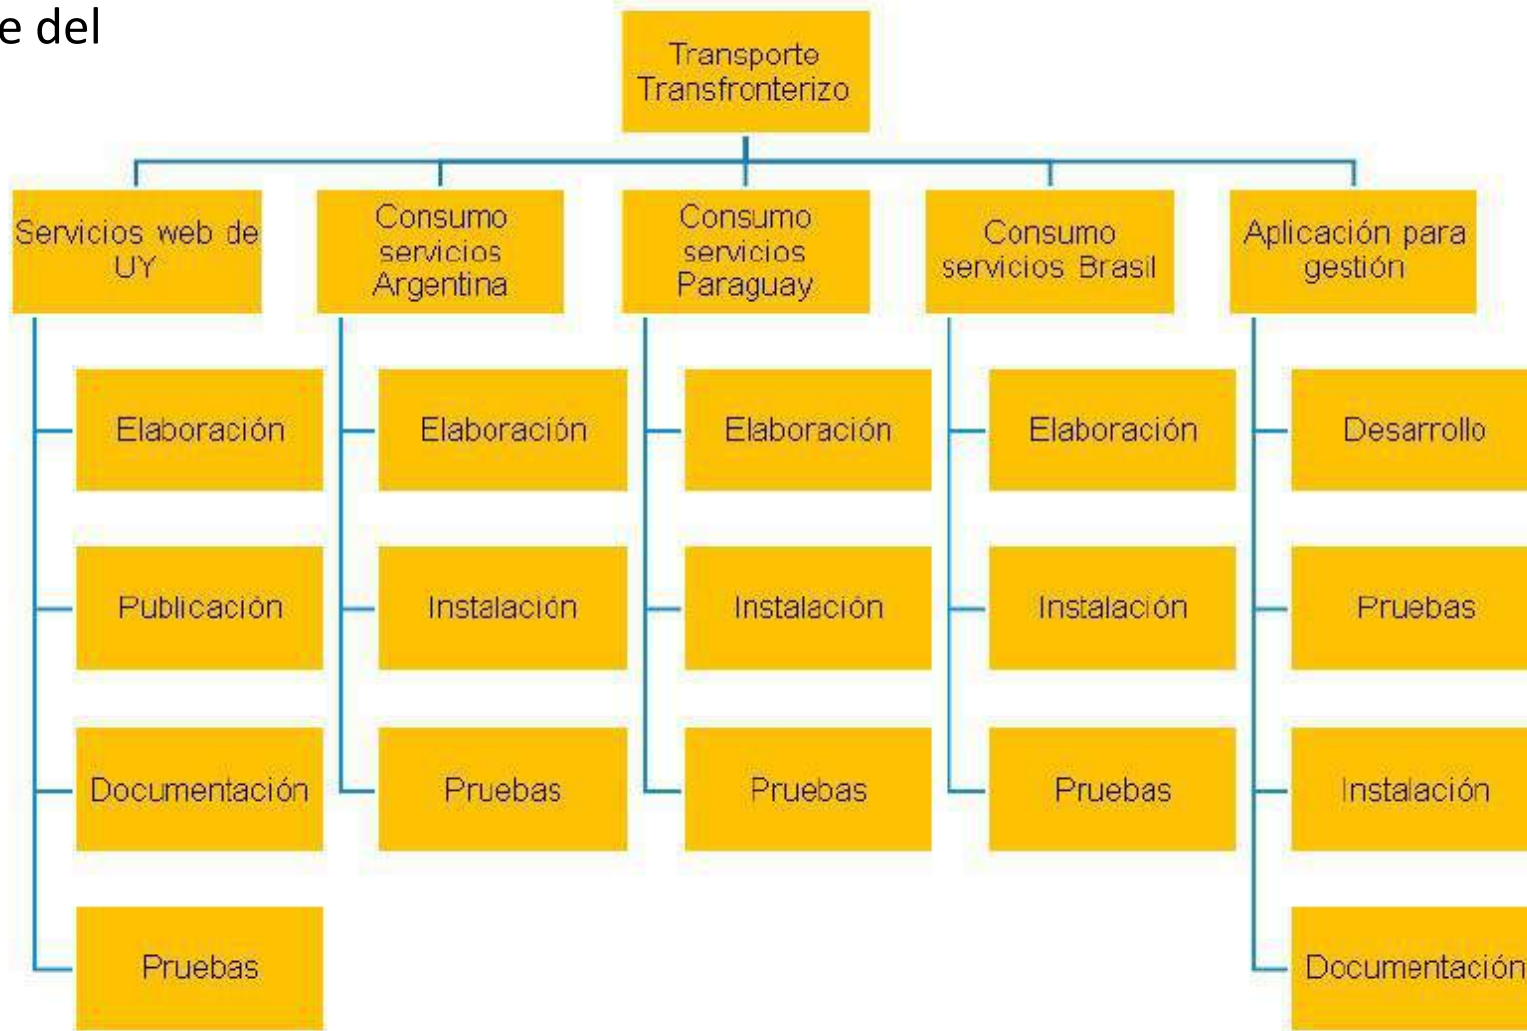 e del
Transporte
Transfronterizo
Servicios web de
UY
Consumo
servicios
Argentina
Consumo
servicios
Paraguay
Consumo
servicios Brasil
Aplicación para
gestión
Elaboración
Elaboración
Elaboración
Elaboración
Desarrollo
Publicación
Instalación
Instalación
Instalación
Pruebas
Documentación
Pruebas
Pruebas
Pruebas
Instalación
Pruebas
Documentación